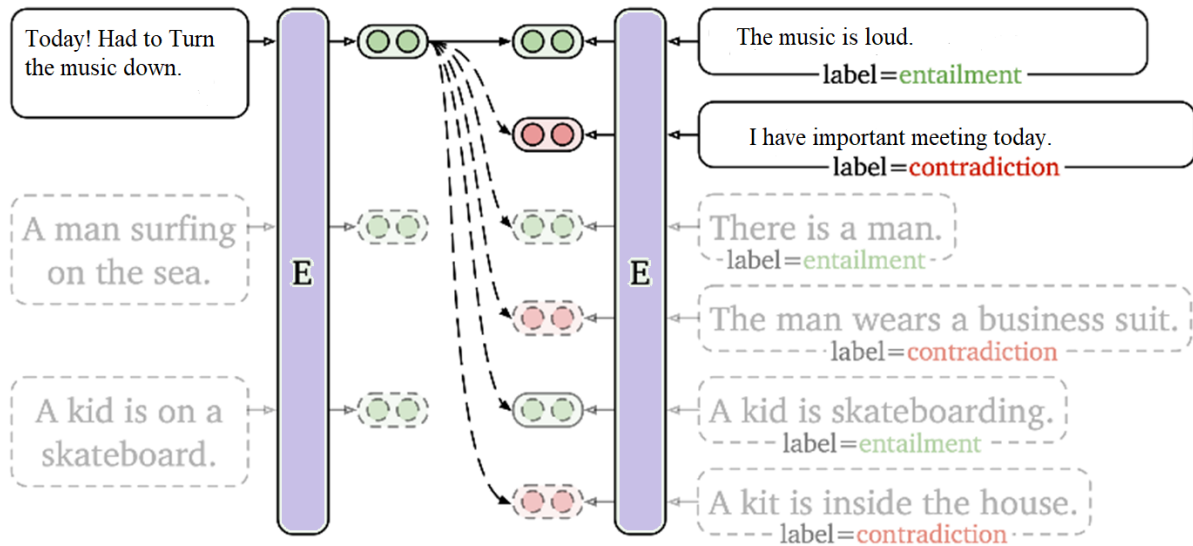 Today! Had to Turn
the music down.
The music is loud.
label=entailment
I have important meeting today.
label=contradiction
A man surfing
on the sea.
There is a man.
label=entailment
E
E
The man wears a business suit.
label=contradiction
A kid is on a
skateboard.
A kid is skateboarding.
label=entailment
A kit is inside the house.
label=contradiction